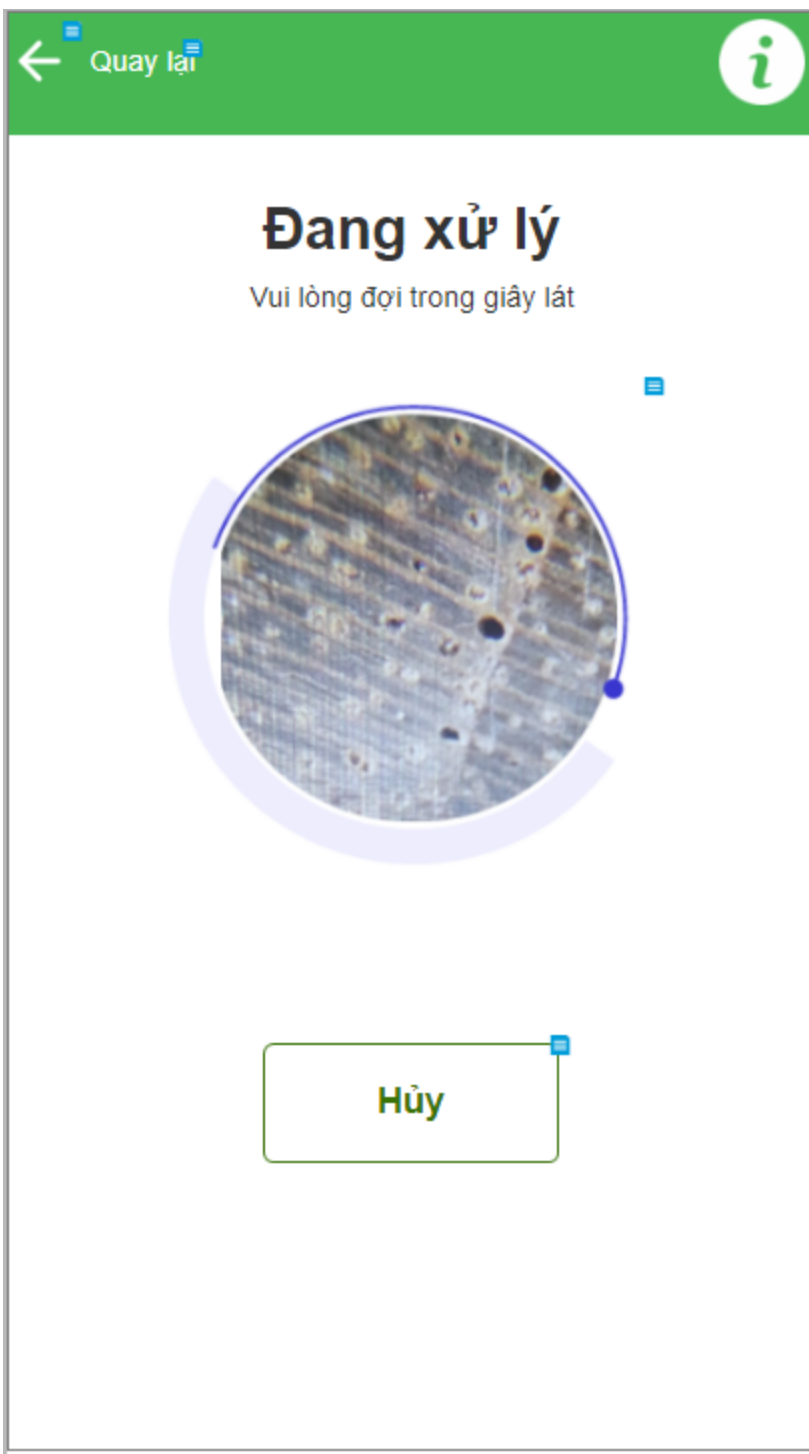 Quay lại
Đang xử lý
Vui lòng đợi trong giây lát
Hủy